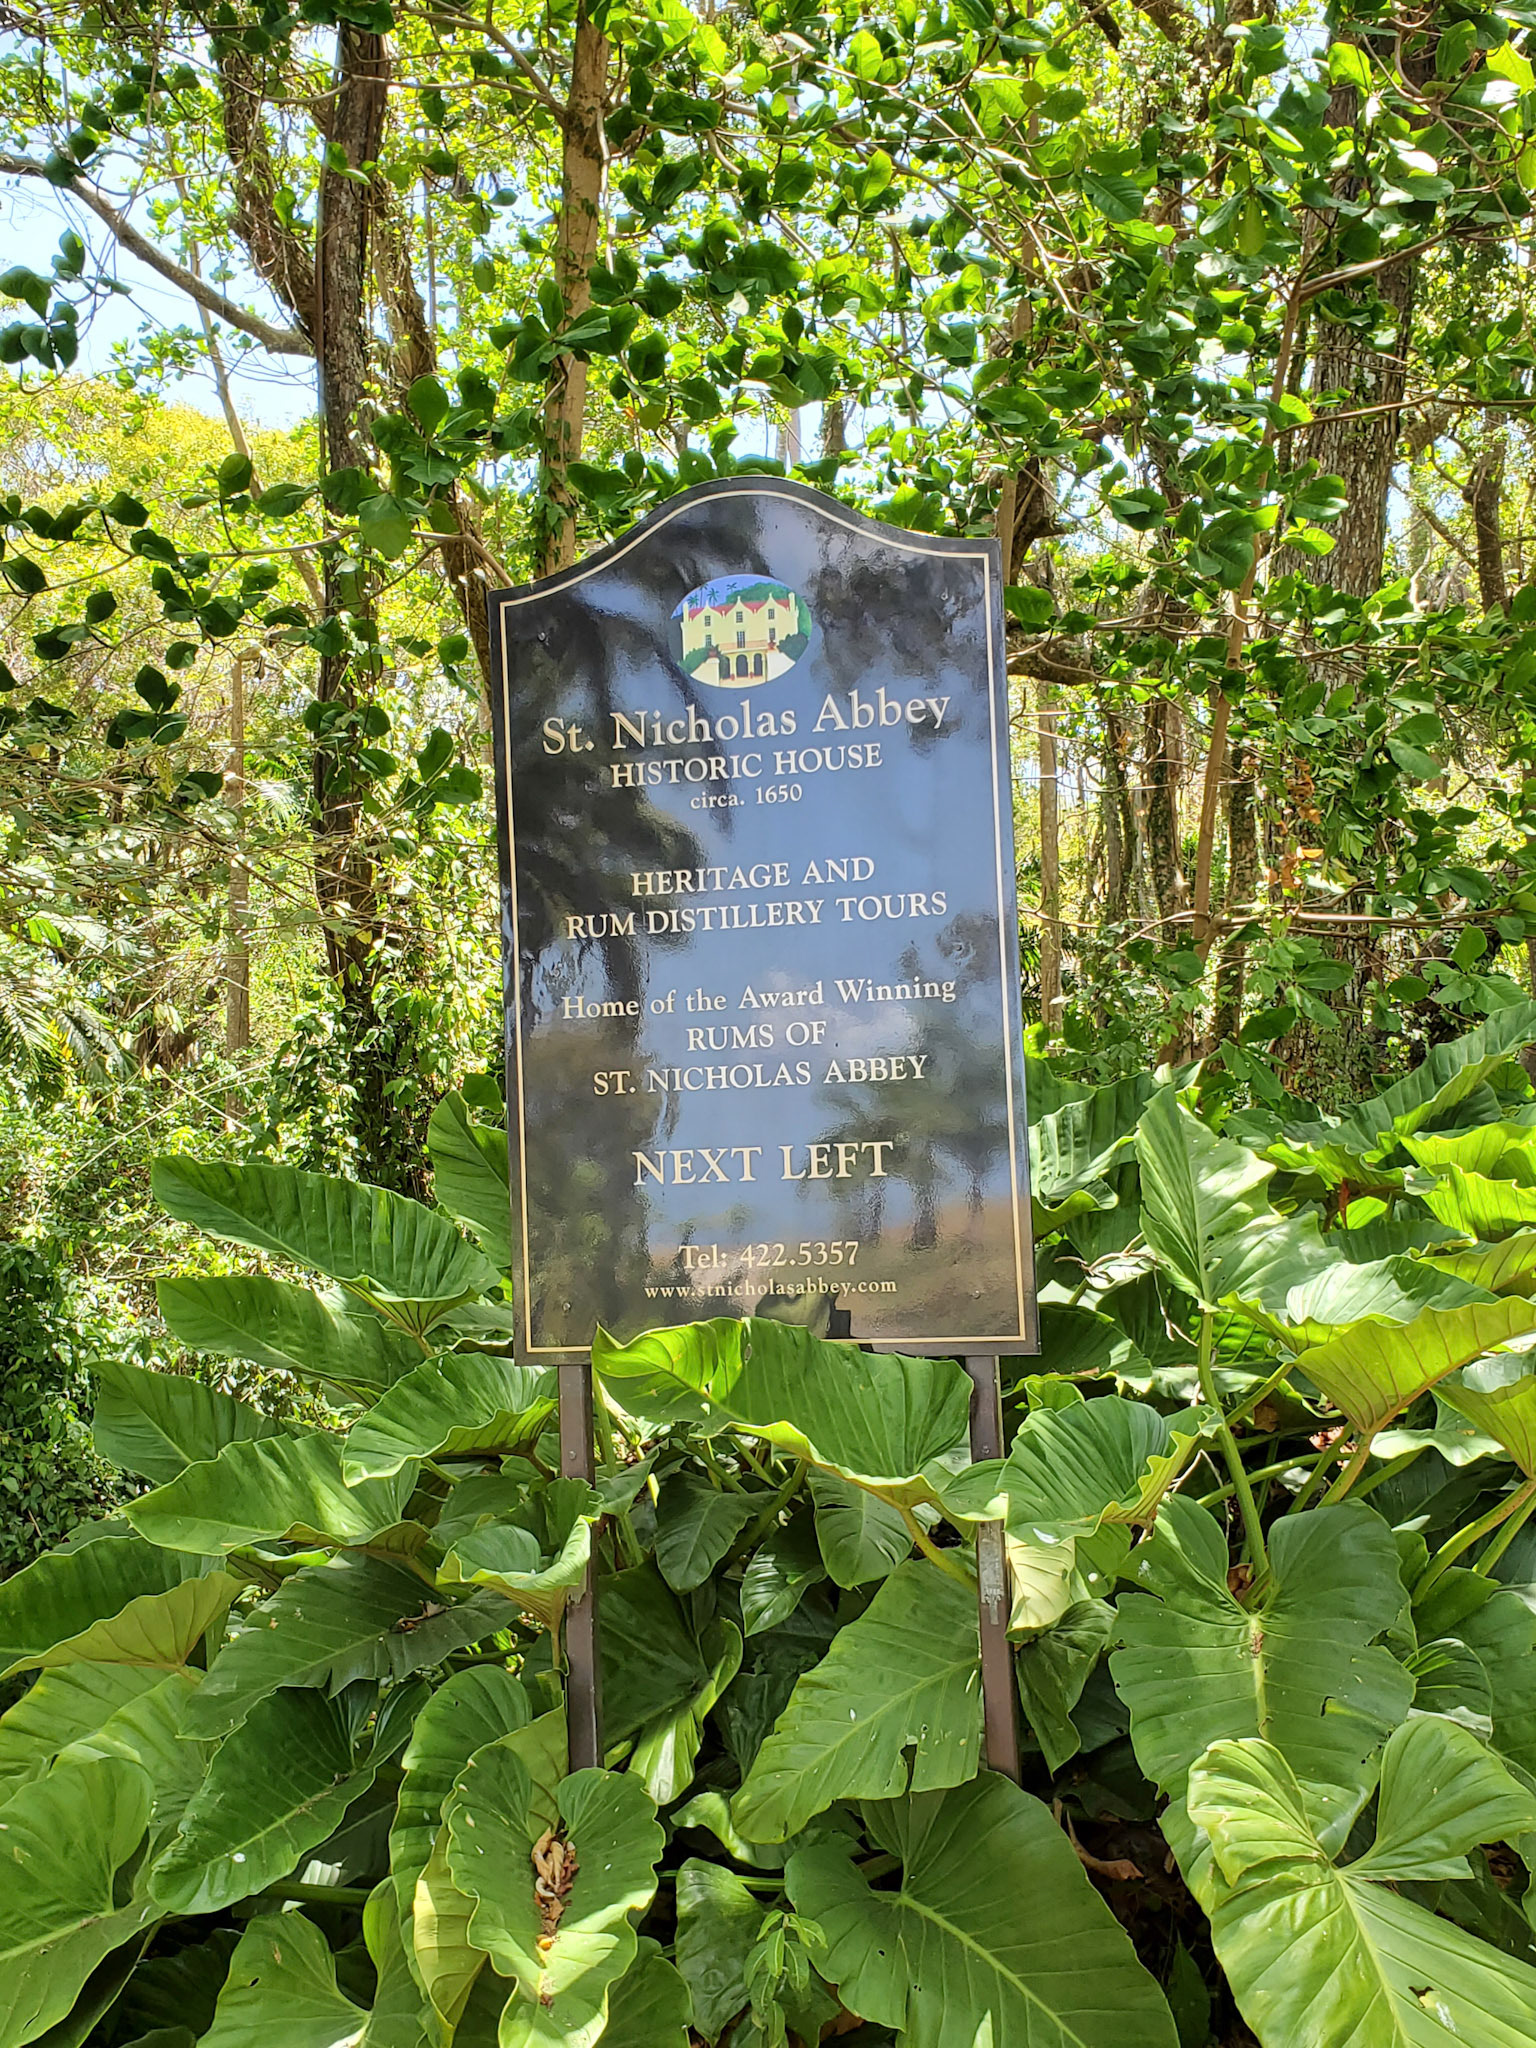 St. Nicholas Abbey
HISTORIC HOUSE
circa. 1650
HERITAGE AND
RUM DISTILLERY TOURS
Home of the Award Winning
RUMS OF
ST. NICHOLAS ABBEY
NEXT LEFT
Tel: 422.5357
www.stnicholasabbey.com